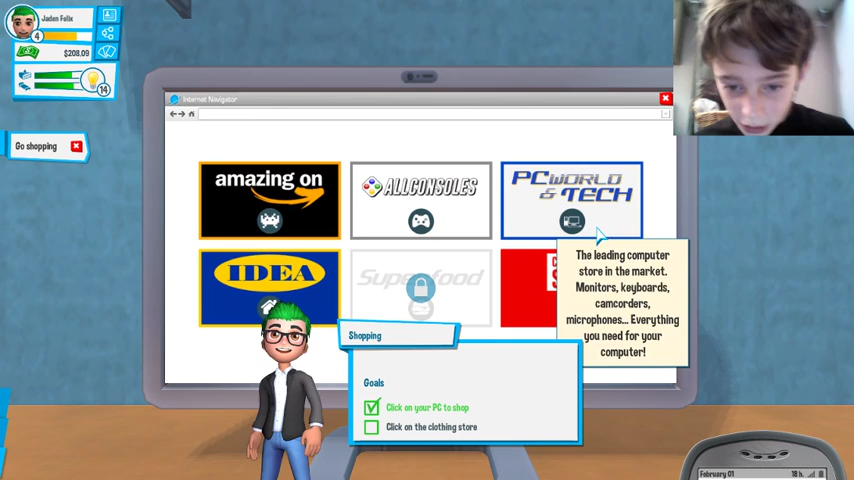 Jaden Felix
4
$208.09
14
Go shopping
Internet Navigator
amazing on
ALLCONSOLES
PC WORLD
& TECH
IDEA
Superfood
The leading computer
store in the market.
Monitors, keyboards,
camcorders,
microphones... Everything
you need for your
computer!
Shopping
Goals
Click on your PC to shop
Click on the clothing store
February 01
18 h.